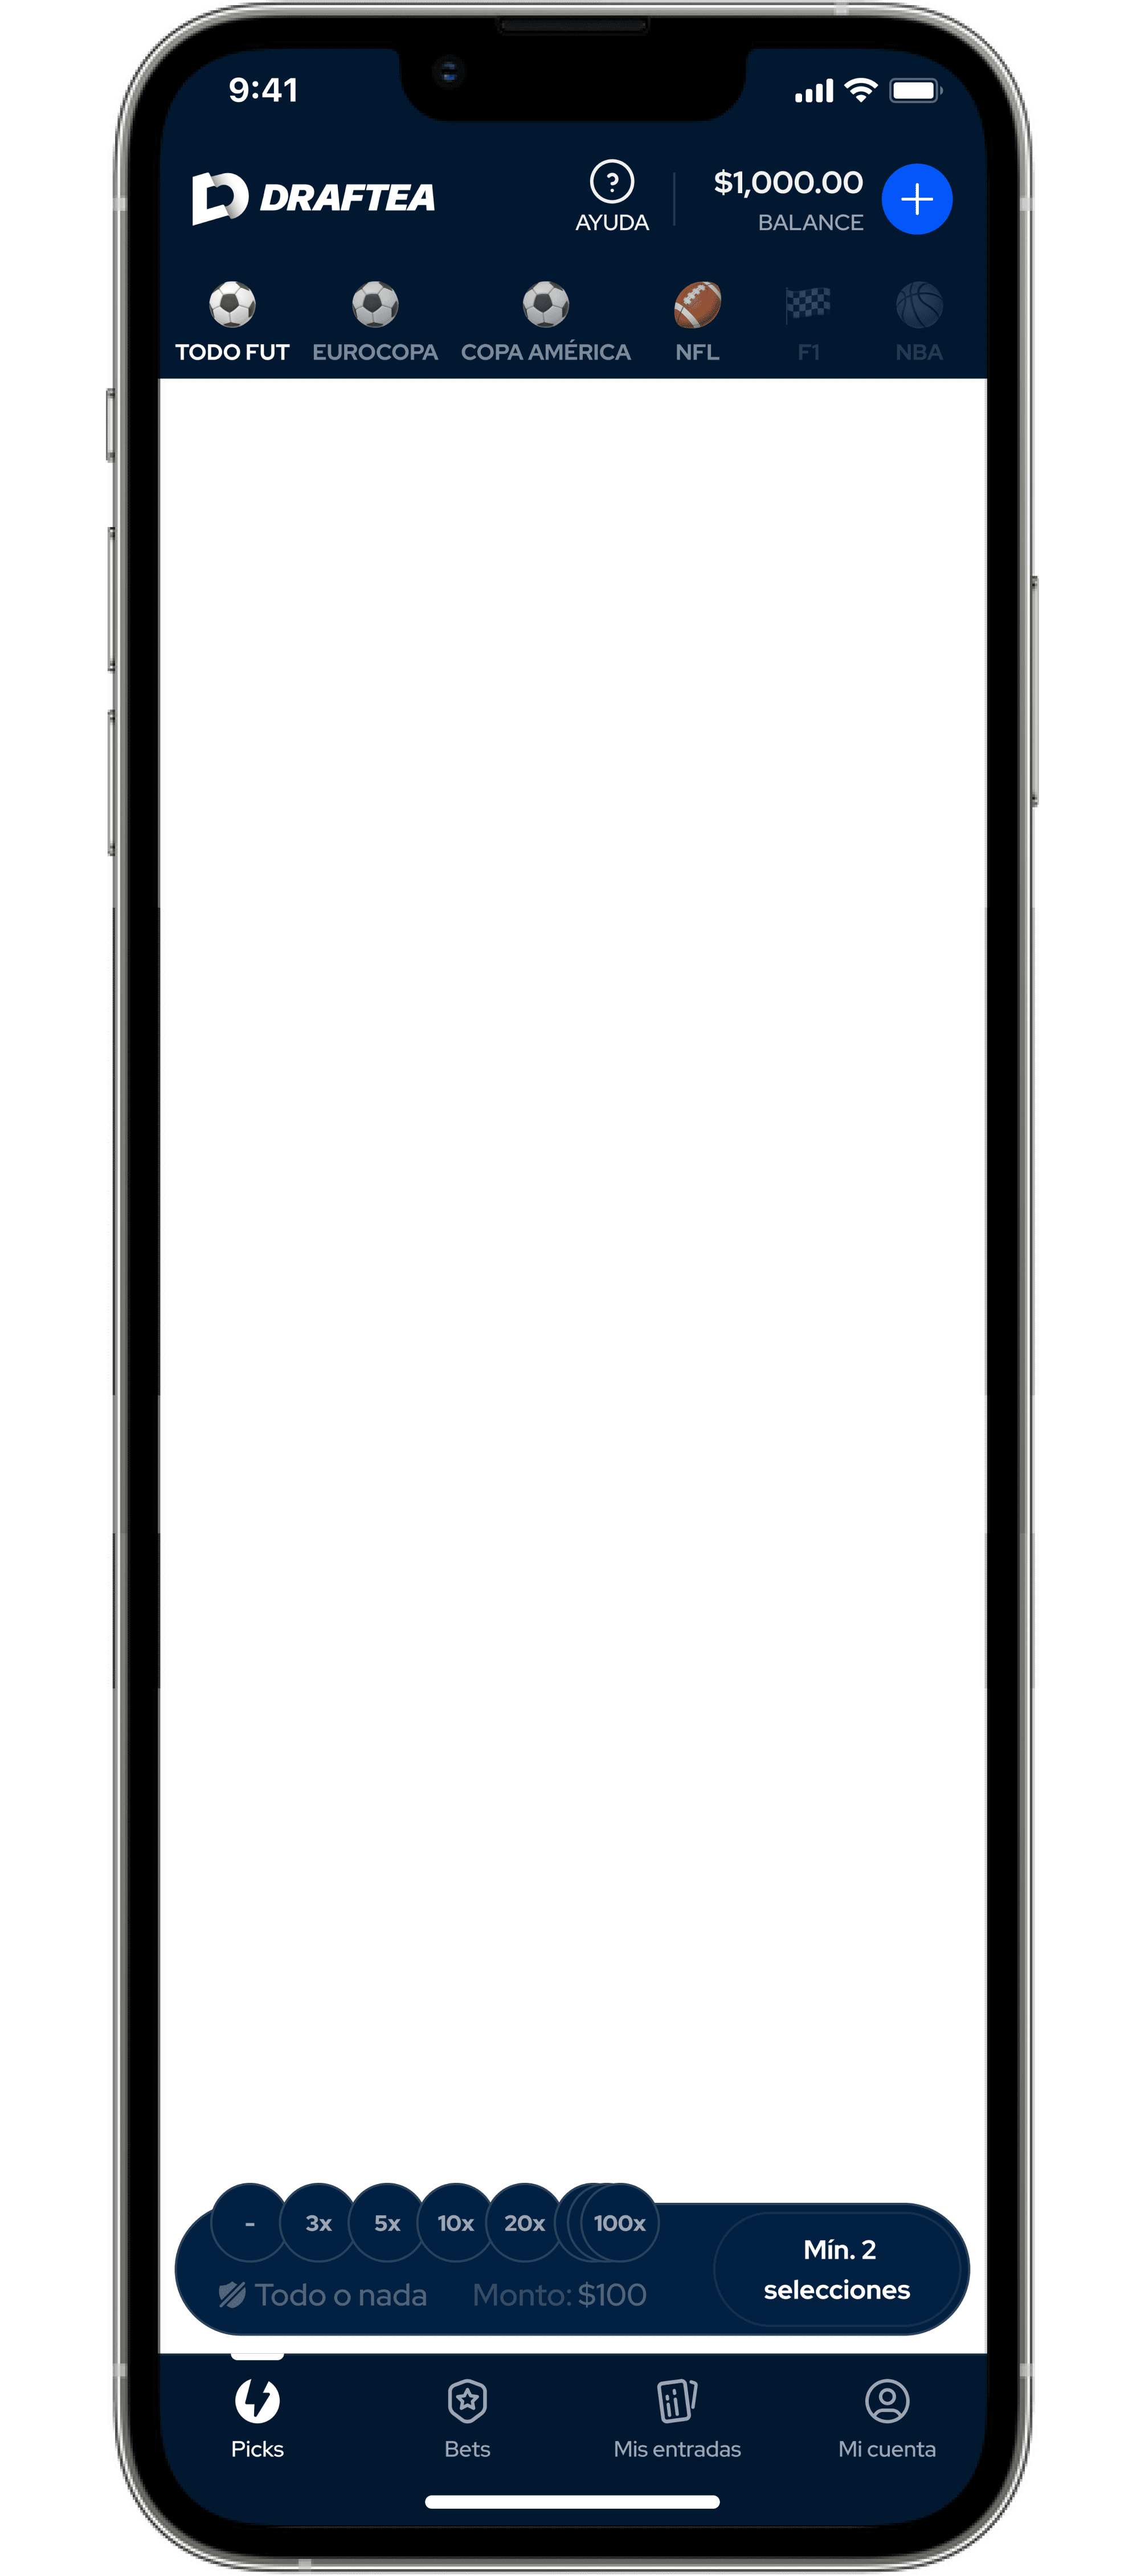 9:41
DRAFTEA
AYUDA
$1,000.00
BALANCE
TODO FUT
EUROCOPA
COPA AMÉRICA
NFL
F1
NBA
-
3x
5x
10x
20x
100x
Todo o nada
Monto: $100
Mín. 2
selecciones
Picks
Bets
Mis entradas
Mi cuenta